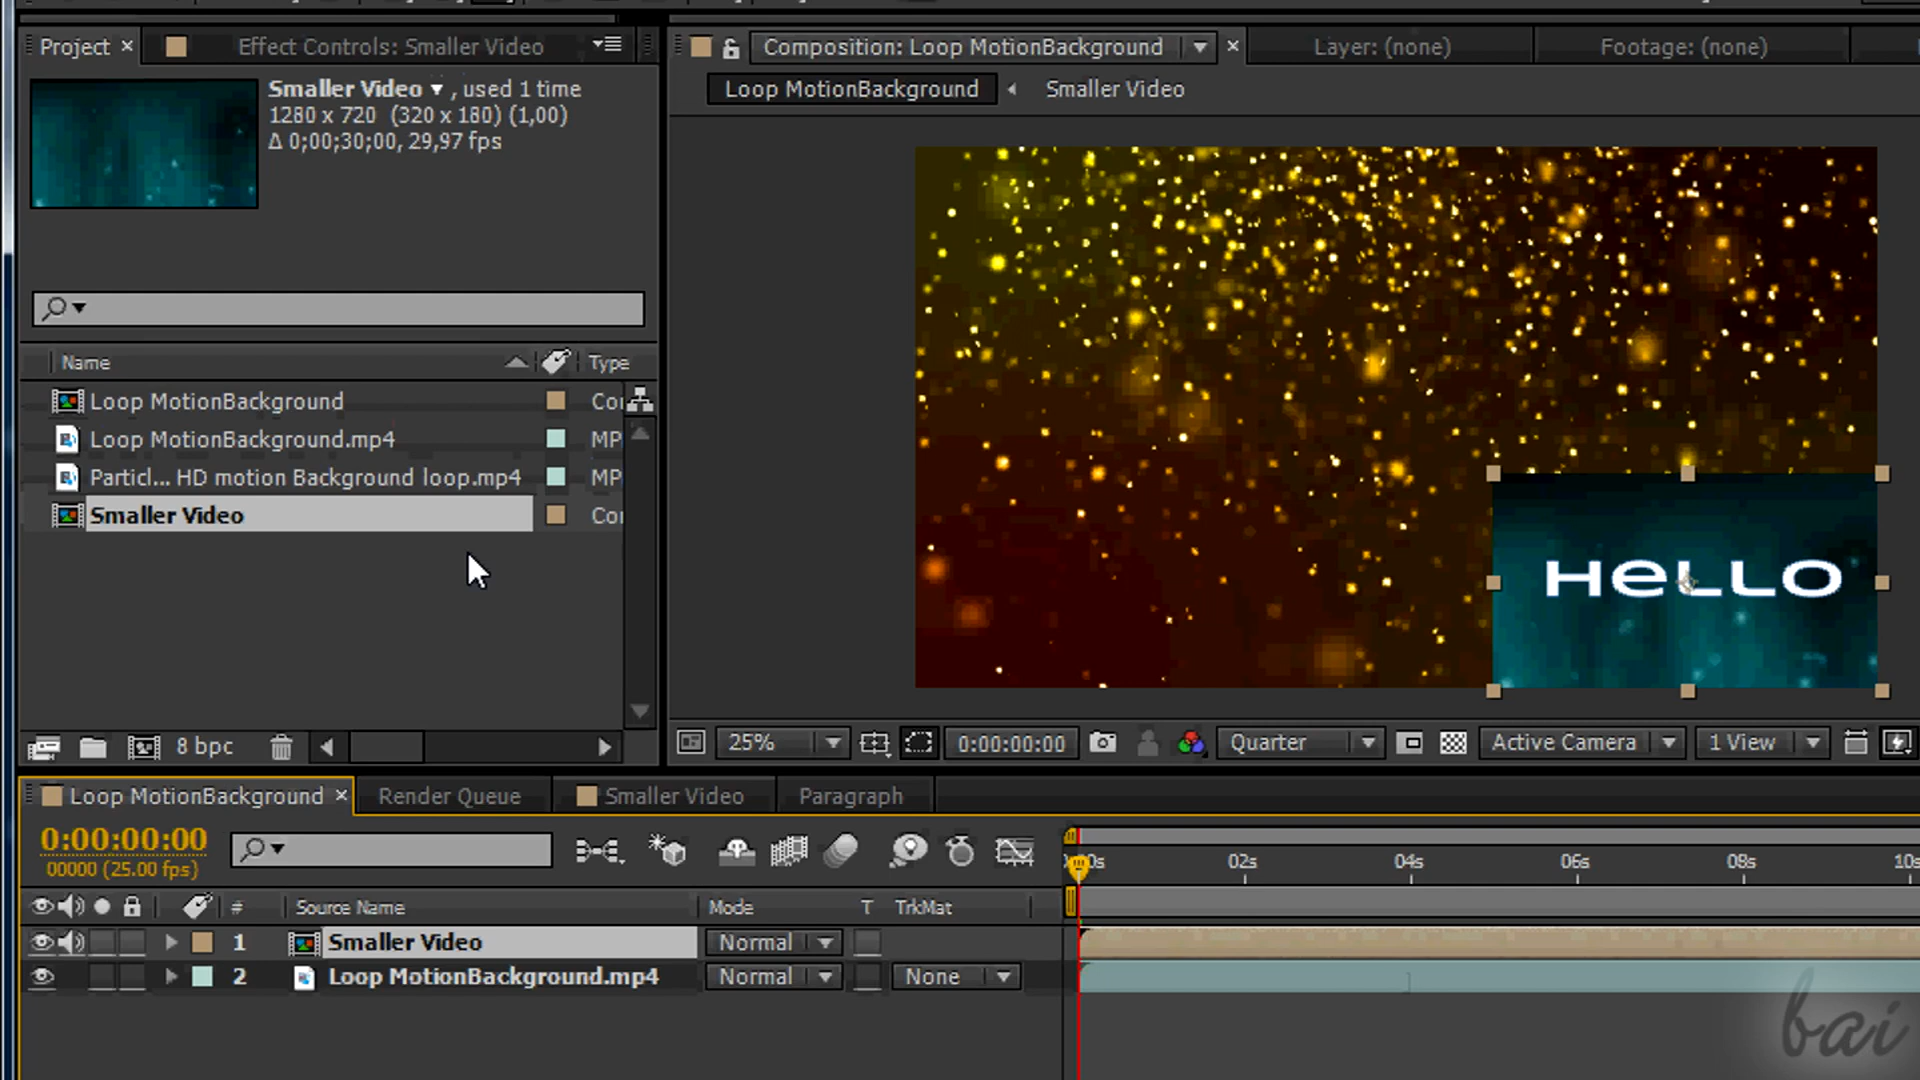 Project ×
Effect Controls: Smaller Video
Smaller Video ▼ , used 1 time
1280 x 720 (320 x 180) (1,00)
Δ 0;00;30;00, 29,97 fps
Name
Type
Loop MotionBackground
Loop MotionBackground.mp4
MP
Particl... HD motion Background loop.mp4
MP
Smaller Video
8 bpc
Composition: Loop MotionBackground
Layer: (none)
Footage: (none)
Loop MotionBackground
Smaller Video
HeLLO
25%
0:00:00:00
Quarter
Active Camera
1 View
Loop MotionBackground ×
Render Queue
Smaller Video
Paragraph
0:00:00:00
00000 (25.00 fps)
02s
04s
06s
08s
10s
# Source Name
Mode
T TrkMat
1 Smaller Video
Normal
2 Loop MotionBackground.mp4
Normal
None
bai